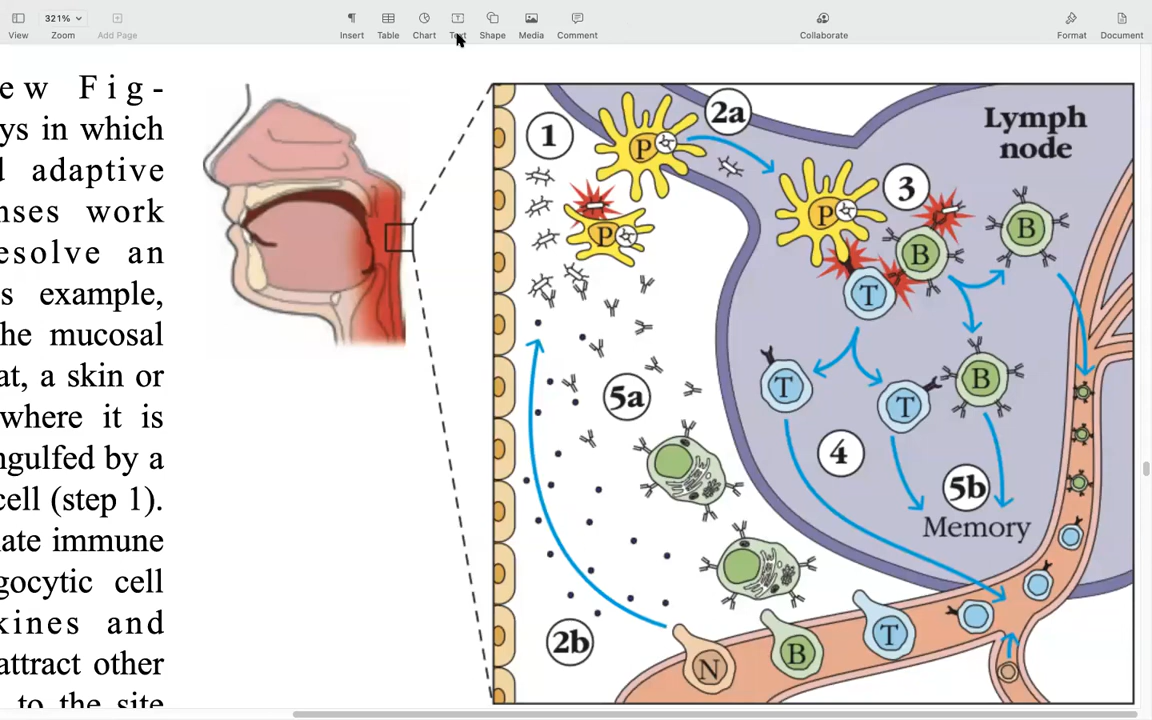 321%
View
Zoom
Add Page
Insert
Table
Chart
Text
Shape
Media
Comment
Collaborate
Format
Document
ew Fig-
ys in which
d adaptive
nses work
esolve an
s example,
he mucosal
at, a skin or
where it is
ngulfed by a
cell (step 1).
ate immune
gocytic cell
kines and
attract other
to the site
1
P
2a
Lymph
node
P
P
3
B
B
T
T
T
B
5a
4
5b
Memory
2b
N
B
T